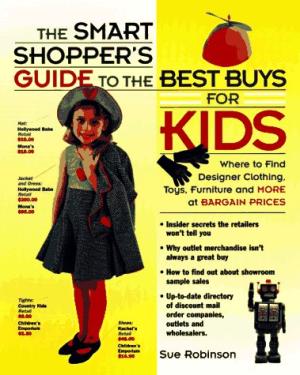 THE SMART
SHOPPER'S
GUIDE TO THE BEST BUYS
FOR
KIDS
Where to Find
Designer Clothing,
Toys, Furniture and MORE
at BARGAIN PRICES
• Insider secrets the retailers
won't tell you
• Why outlet merchandise isn't
always a great buy
• How to find out about showroom
sample sales
• Up-to-date directory
of discount mail
order companies,
outlets and
wholesalers.
Sue Robinson
Hat:
Hollywood Babe
Retail
Mona's
Jacket
and Dress:
Hollywood Babe
Retail
Mona's
Tights:
Country Kids
Retail
Children's
Emporium
Shoes:
Rachel's
Retail
Children's
Emporium